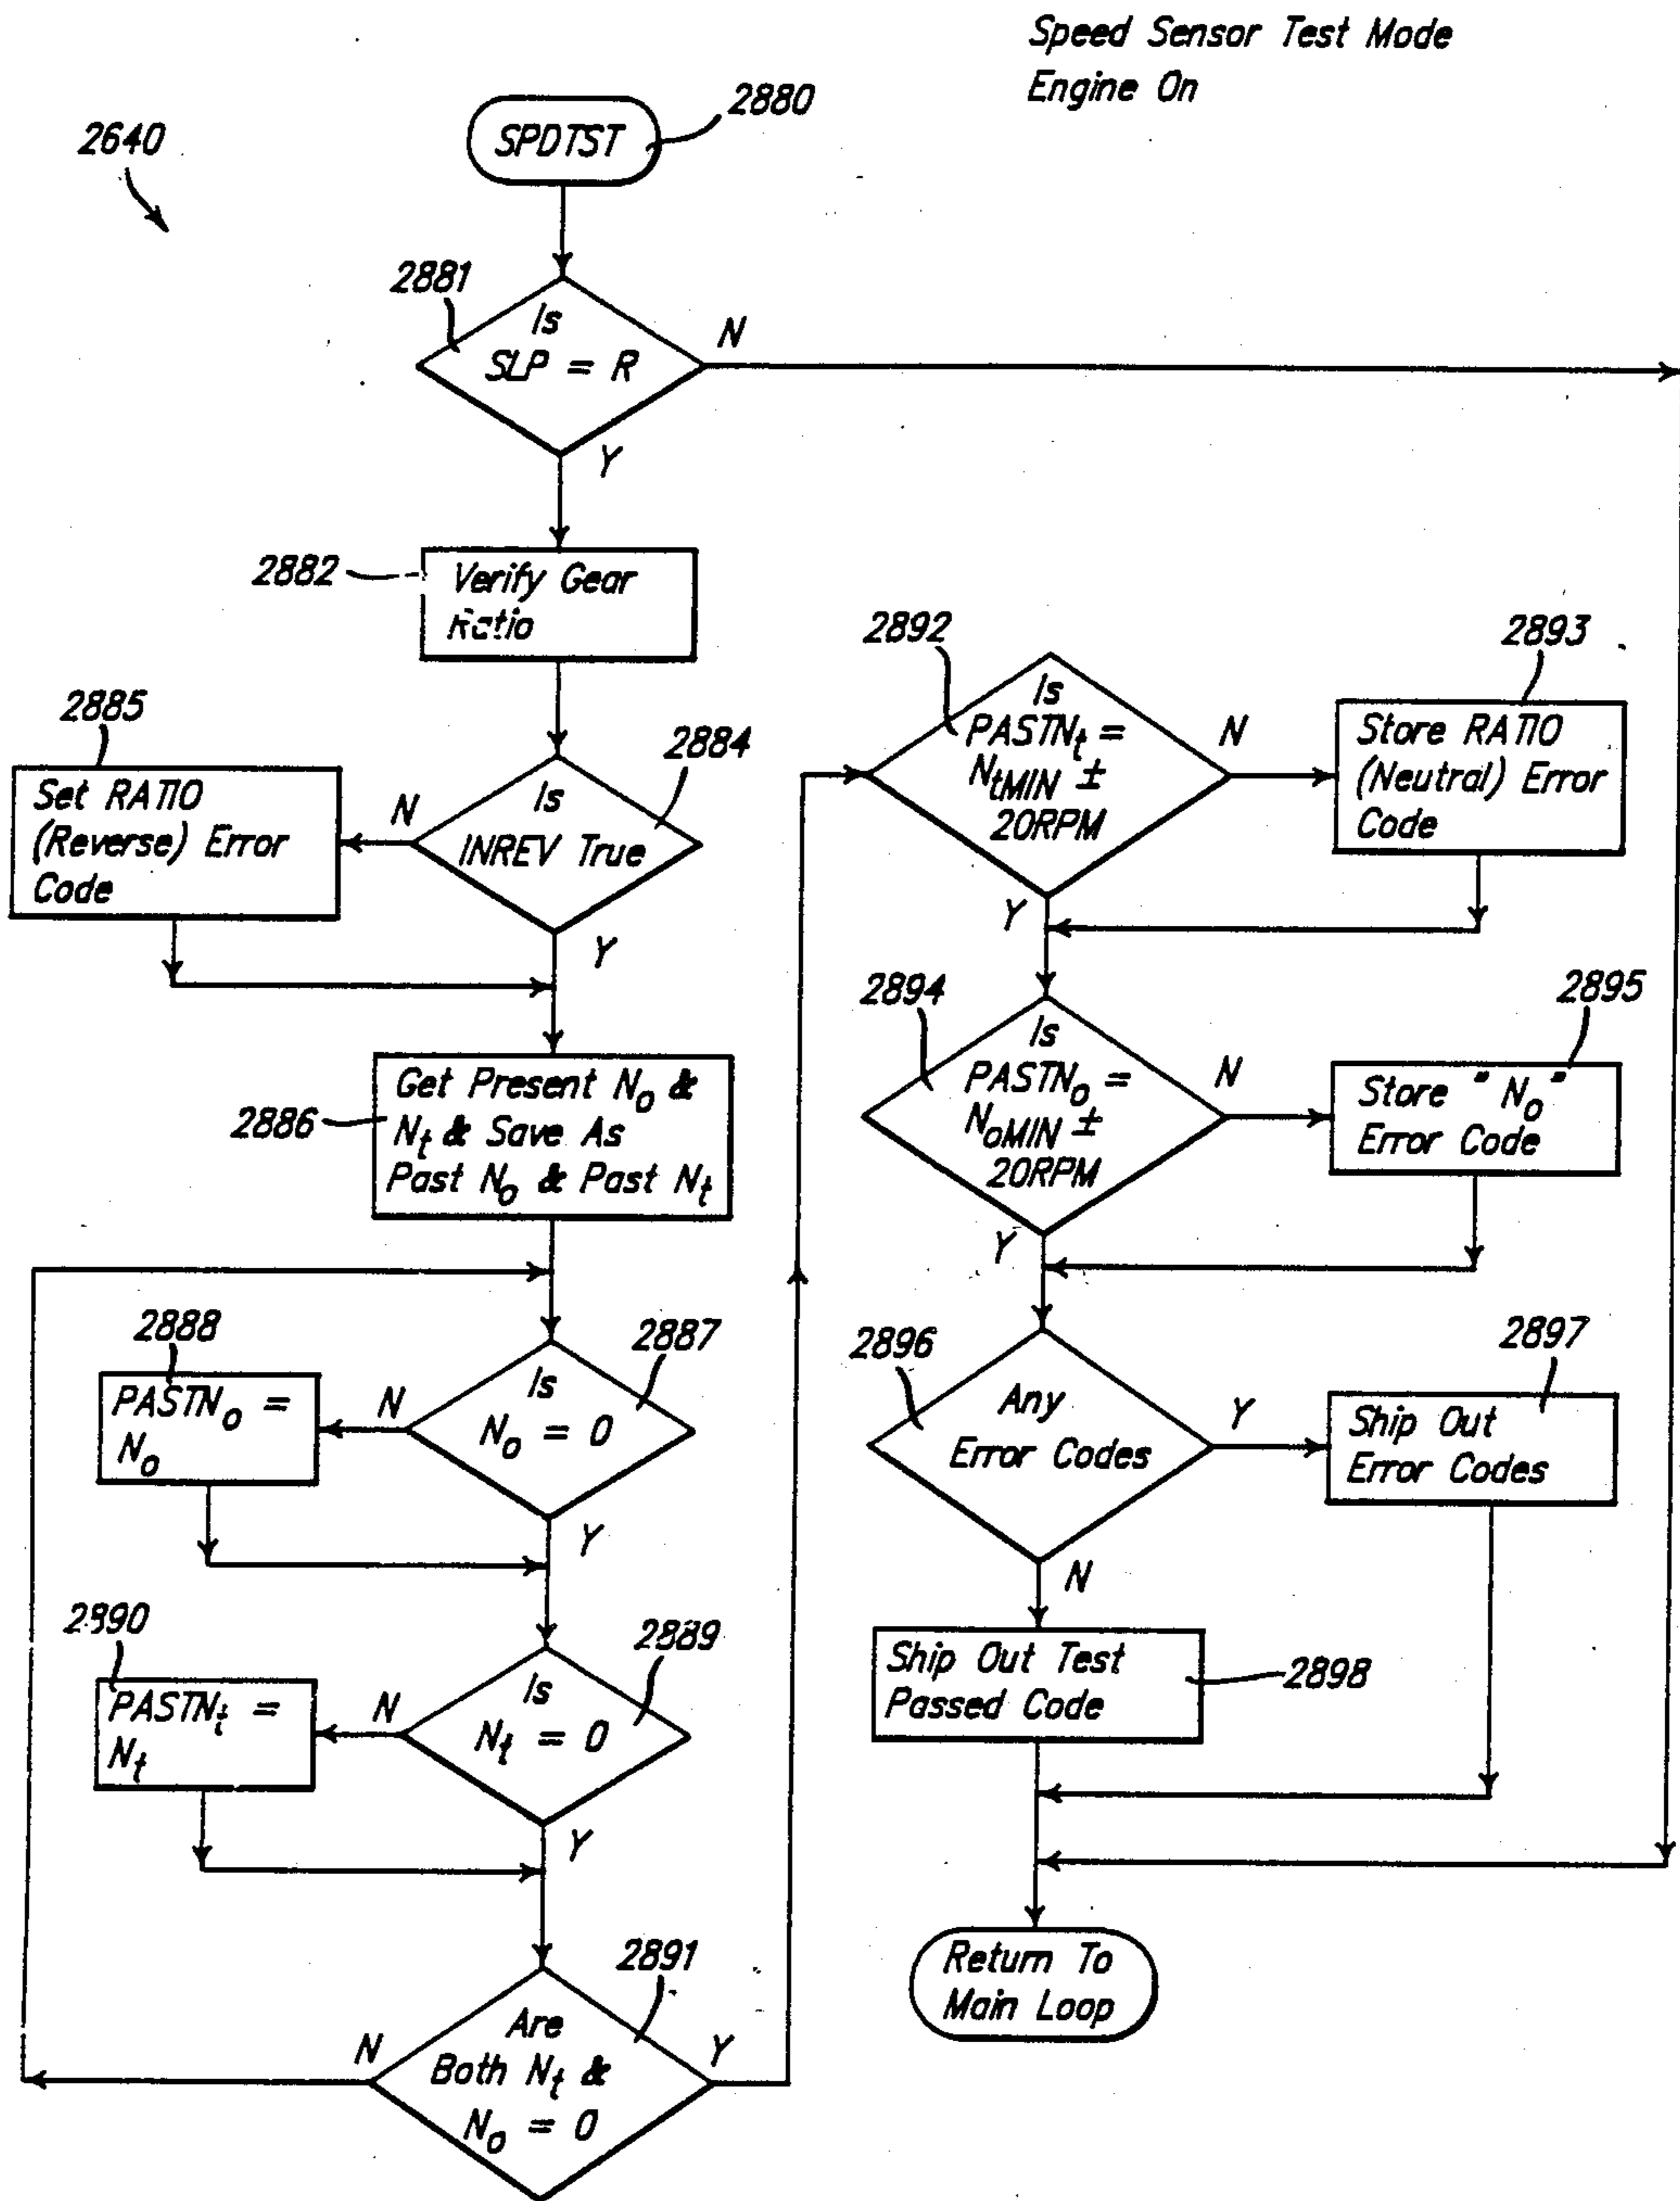 Speed Sensor Test Mode
Engine On
2640
SPDTST
2880
2881
Is
SLP = R
N
Y
2882
Verify Gear
Ratio
2885
Set RATIO
(Reverse) Error
Code
N
2884
Is
INREV True
Y
2886
Get Present No &
Nt & Save As
Past No & Past Nt
2888
PASTNo =
No
N
2887
Is
No = 0
Y
2890
PASTNt =
Nt
N
2889
Is
Nt = 0
Y
2891
N
Are
Both Nt &
No = 0
Y
2892
Is
PASTNt =
NtMIN ±
20RPM
N
Y
2893
Store RATIO
(Neutral) Error
Code
2894
Is
PASTNo =
NoMIN ±
20RPM
N
Y
2895
Store "No"
Error Code
2896
Any
Error Codes
Y
N
2897
Ship Out
Error Codes
Ship Out Test
Passed Code
2898
Return To
Main Loop